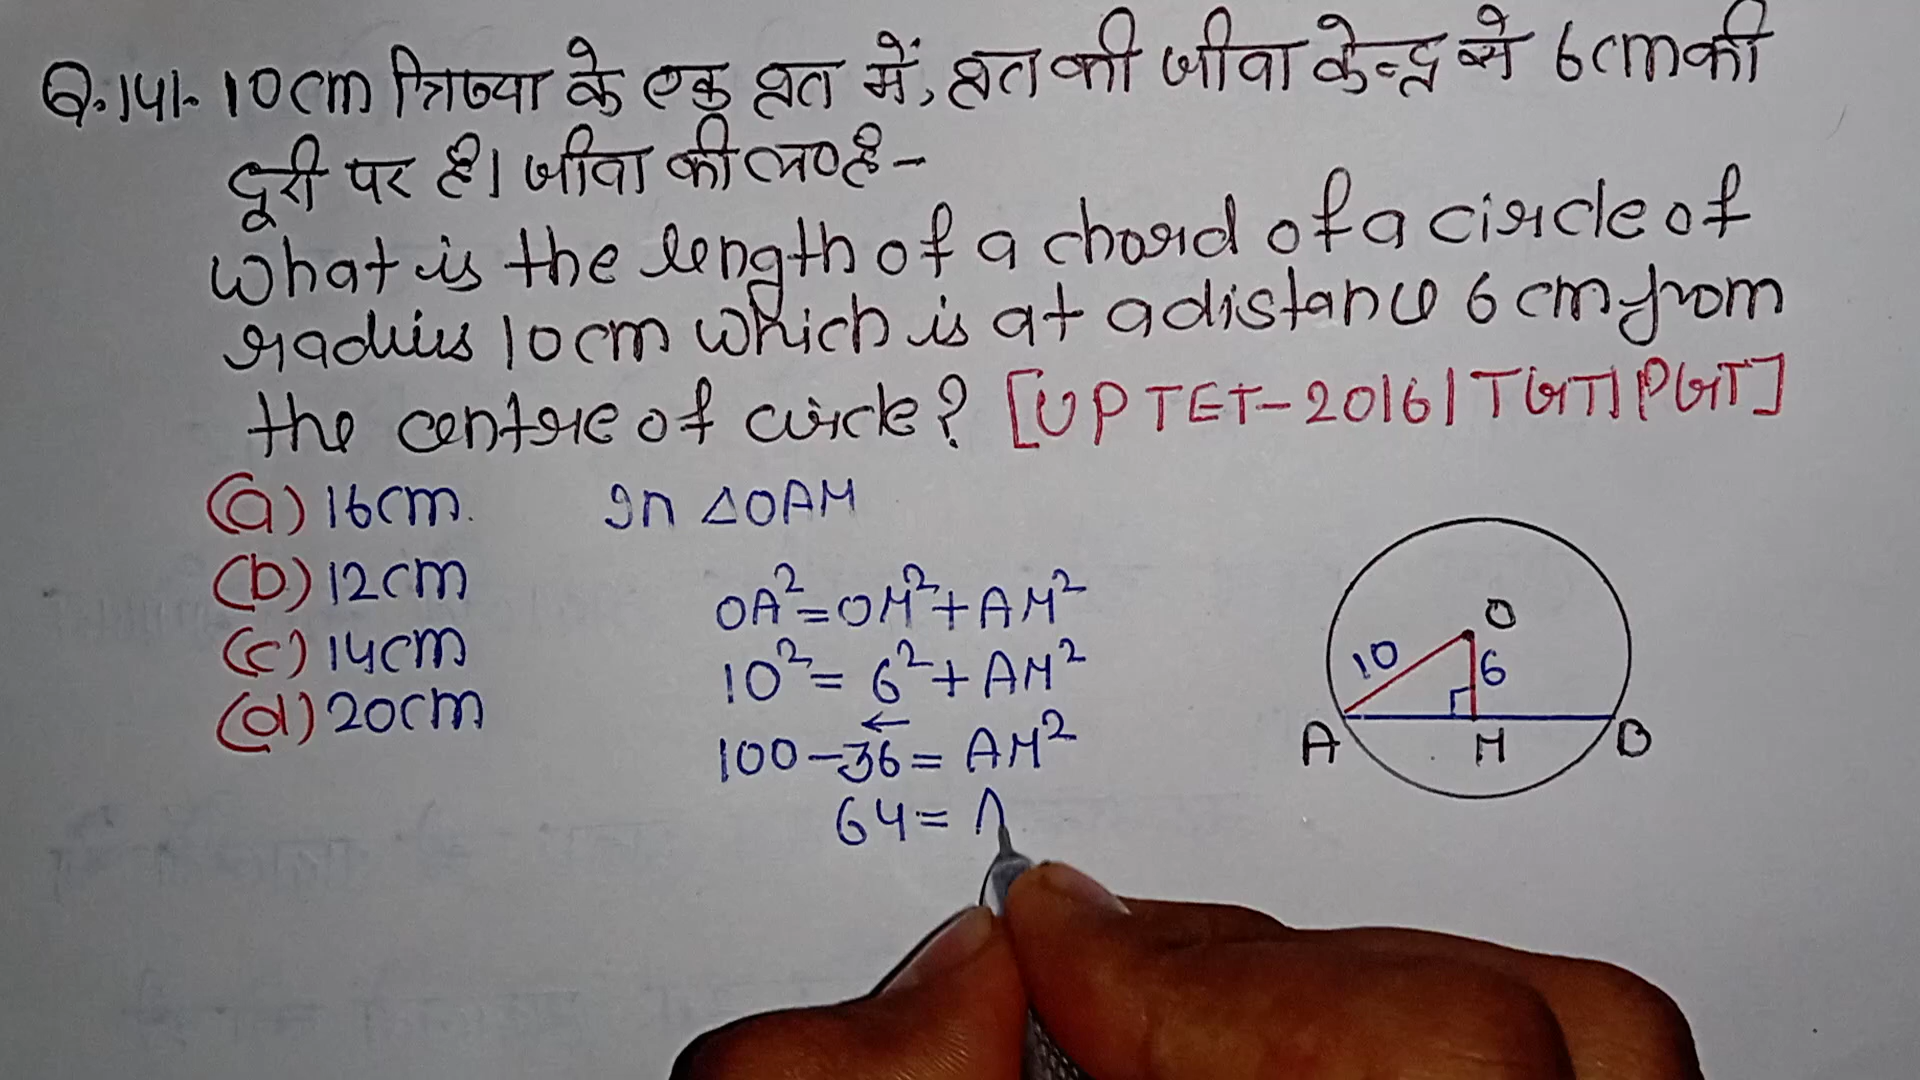 Q.141. 10cm त्रिज्या के एक वृत में, वृत की जीवा केन्द्र से 6cm की
दूरी पर है। जीवा की ल० है-
What is the length of a chord of a circle of
radius 10cm which is at a distance 6cm from
the centre of circle? [UPTET-2016|TGT|PGT]
(a) 16cm.
(b) 12cm
(c) 14cm
(d) 20cm
In △OAM
OA²=OM²+AM²
10²= 6²+AM²
←
100-36=AM²
64=
O
10
6
A
M
B